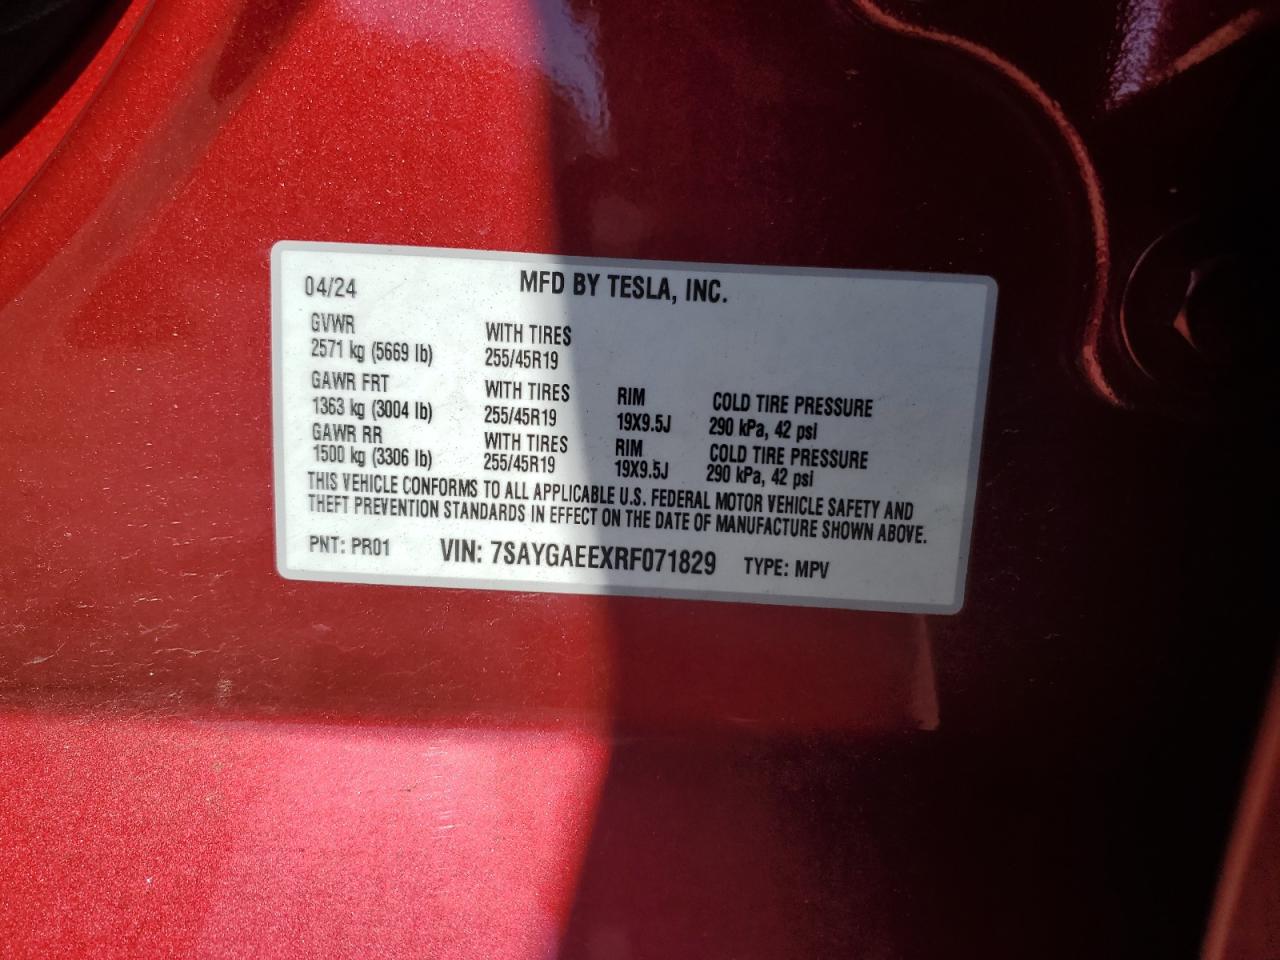 04/24 MFD BY TESLA, INC.
GVWR WITH TIRES
2571 kg (5669 lb) 255/45R19
GAWR FRT WITH TIRES RIM COLD TIRE PRESSURE
1363 kg (3004 lb) 255/45R19 19X9.5J 290 kPa, 42 psi
GAWR RR WITH TIRES RIM COLD TIRE PRESSURE
1500 kg (3306 lb) 255/45R19 19X9.5J 290 kPa, 42 psi
THIS VEHICLE CONFORMS TO ALL APPLICABLE U.S. FEDERAL MOTOR VEHICLE SAFETY AND
THEFT PREVENTION STANDARDS IN EFFECT ON THE DATE OF MANUFACTURE SHOWN ABOVE.
PNT: PR01 VIN: 7SAYGAEEXRF071829 TYPE: MPV